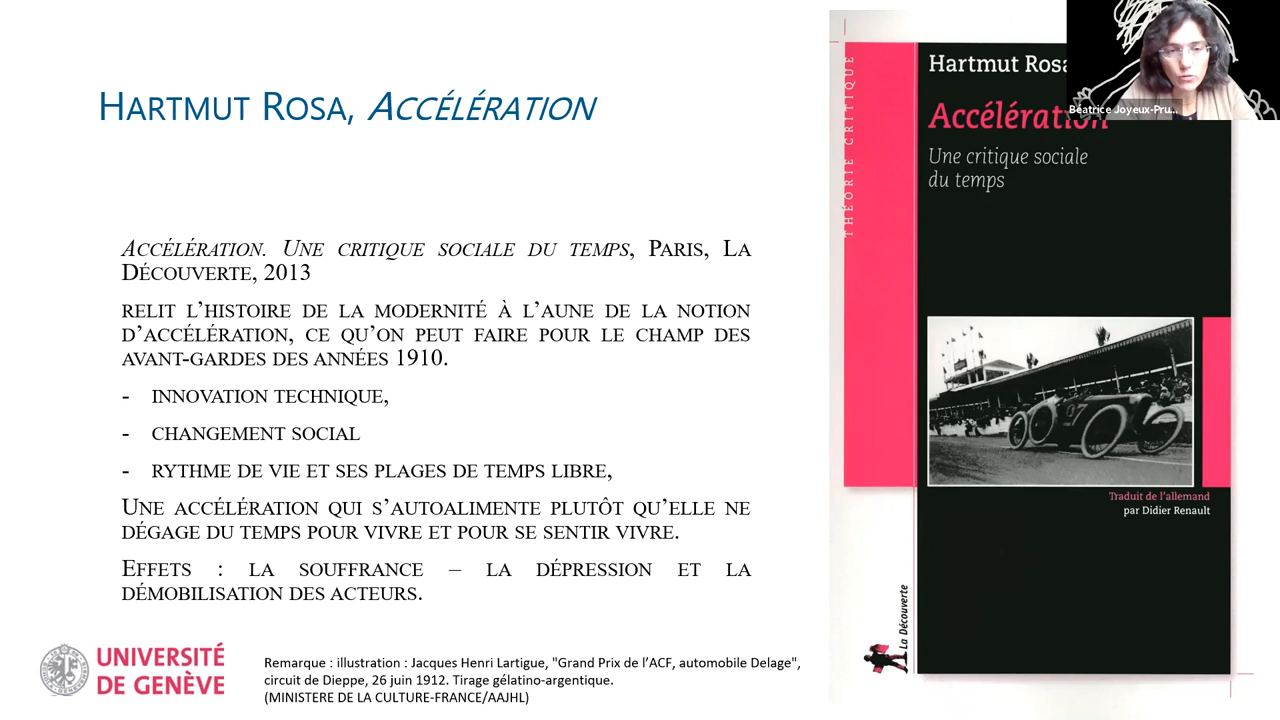 HARTMUT ROSA, ACCÉLÉRATION
ACCÉLÉRATION. UNE CRITIQUE SOCIALE DU TEMPS, PARIS, LA
DÉCOUVERTE, 2013
RELIT L’HISTOIRE DE LA MODERNITÉ À L’AUNE DE LA NOTION
D’ACCÉLÉRATION, CE QU’ON PEUT FAIRE POUR LE CHAMP DES
AVANT-GARDES DES ANNÉES 1910.
- INNOVATION TECHNIQUE,
- CHANGEMENT SOCIAL
- RYTHME DE VIE ET SES PLAGES DE TEMPS LIBRE,
UNE ACCÉLÉRATION QUI S’AUTOALIMENTE PLUTÔT QU’ELLE NE
DÉGAGE DU TEMPS POUR VIVRE ET POUR SE SENTIR VIVRE.
EFFETS : LA SOUFFRANCE – LA DÉPRESSION ET LA
DÉMOBILISATION DES ACTEURS.
UNIVERSITÉ
DE GENÈVE
Remarque : illustration : Jacques Henri Lartigue, "Grand Prix de l’ACF, automobile Delage",
circuit de Dieppe, 26 juin 1912. Tirage gélatino-argentique.
(MINISTERE DE LA CULTURE-FRANCE/AAJHL)
THÉORIE CRITIQUE
Hartmut Rosa
Béatrice Joyeux-Pru...
Accélération
Une critique sociale
du temps
Traduit de l’allemand
par Didier Renault
La Découverte